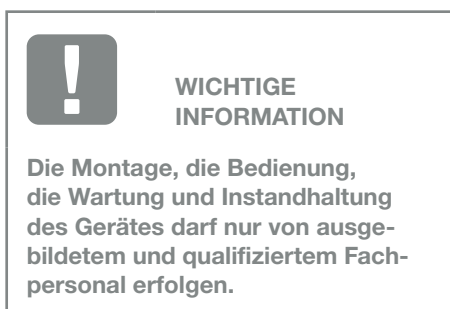 WICHTIGE
INFORMATION
Die Montage, die Bedienung,
die Wartung und Instandhaltung
des Gerätes darf nur von ausge-
bildetem und qualifiziertem Fach-
personal erfolgen.